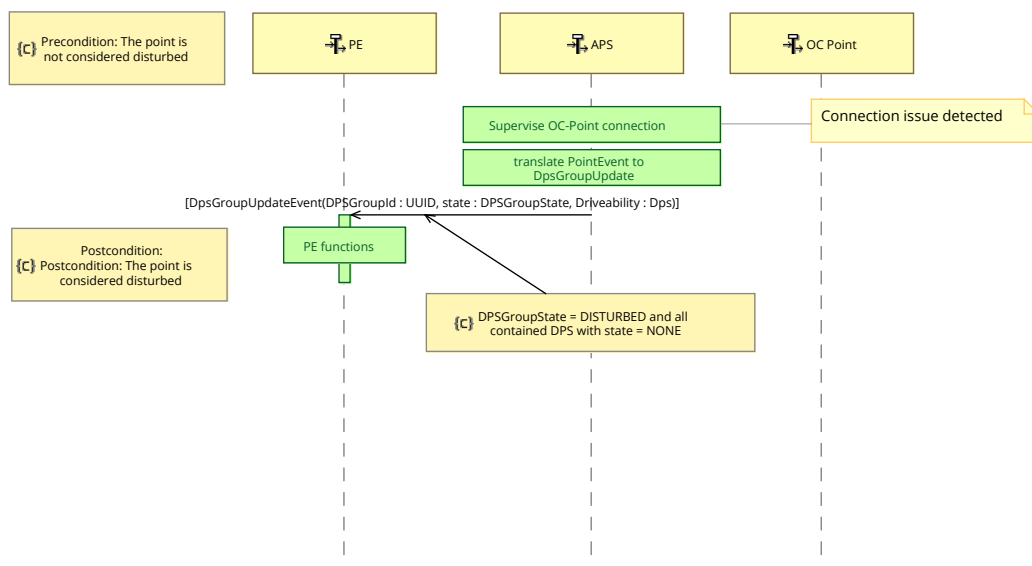 Precondition: The point is
not considered disturbed
PE
APS
OC Point
Supervise OC-Point connection
Connection issue detected
translate PointEvent to
DpsGroupUpdate
[DpsGroupUpdateEvent(DPSGroupId : UUID, state : DPSGroupState, Driveability : Dps)]
PE functions
Postcondition:
Postcondition: The point is
considered disturbed
DPSGroupState = DISTURBED and all
contained DPS with state = NONE